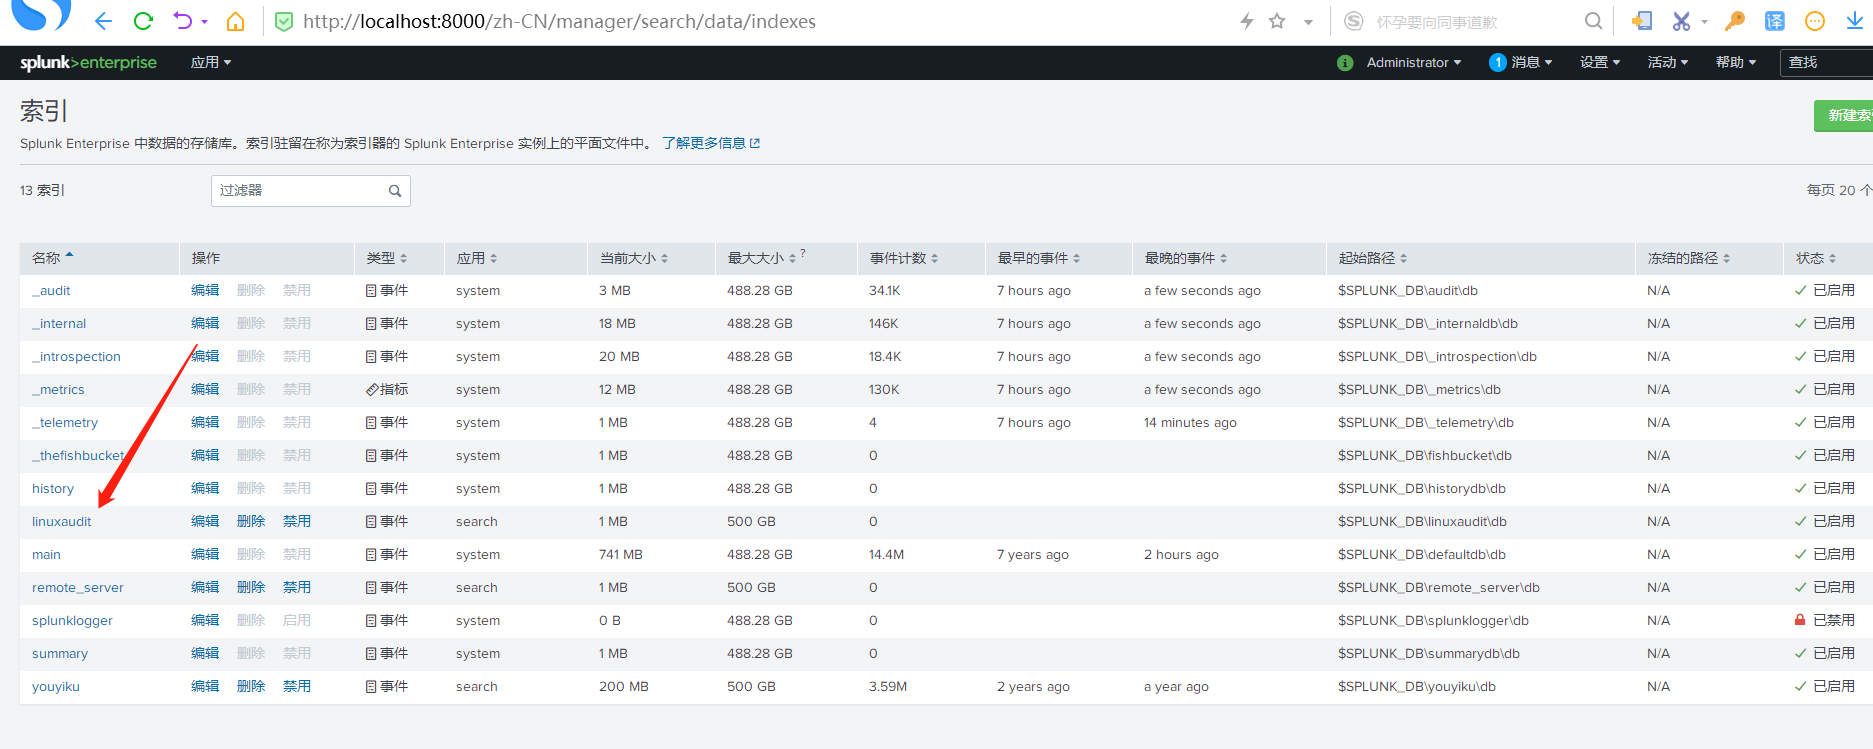 http://localhost:8000/zh-CN/manager/search/data/indexes 怀孕要向同事道歉 译
splunk>enterprise 应用 i Administrator 1 消息 设置 活动 帮助 查找
索引
新建索
Splunk Enterprise 中数据的存储库。索引驻留在称为索引器的 Splunk Enterprise 实例上的平面文件中。 了解更多信息
13 索引 过滤器 每页 20 个
名称 操作 类型 应用 当前大小 最大大小 ? 事件计数 最早的事件 最晚的事件 起始路径 冻结的路径 状态
_audit 编辑 删除 禁用 事件 system 3 MB 488.28 GB 34.1K 7 hours ago a few seconds ago $SPLUNK_DB\audit\db N/A 已启用
_internal 编辑 删除 禁用 事件 system 18 MB 488.28 GB 146K 7 hours ago a few seconds ago $SPLUNK_DB\_internaldb\db N/A 已启用
_introspection 编辑 删除 禁用 事件 system 20 MB 488.28 GB 18.4K 7 hours ago a few seconds ago $SPLUNK_DB\_introspection\db N/A 已启用
_metrics 编辑 删除 禁用 指标 system 12 MB 488.28 GB 130K 7 hours ago a few seconds ago $SPLUNK_DB\_metrics\db N/A 已启用
_telemetry 编辑 删除 禁用 事件 system 1 MB 488.28 GB 4 7 hours ago 14 minutes ago $SPLUNK_DB\_telemetry\db N/A 已启用
_thefishbucket 编辑 删除 禁用 事件 system 1 MB 488.28 GB 0 $SPLUNK_DB\fishbucket\db N/A 已启用
history 编辑 删除 禁用 事件 system 1 MB 488.28 GB 0 $SPLUNK_DB\historydb\db N/A 已启用
linuxaudit 编辑 删除 禁用 事件 search 1 MB 500 GB 0 $SPLUNK_DB\linuxaudit\db N/A 已启用
main 编辑 删除 禁用 事件 system 741 MB 488.28 GB 14.4M 7 years ago 2 hours ago $SPLUNK_DB\defaultdb\db N/A 已启用
remote_server 编辑 删除 禁用 事件 search 1 MB 500 GB 0 $SPLUNK_DB\remote_server\db N/A 已启用
splunklogger 编辑 删除 启用 事件 system 0 B 488.28 GB 0 $SPLUNK_DB\splunklogger\db N/A 已禁用
summary 编辑 删除 禁用 事件 system 1 MB 488.28 GB 0 $SPLUNK_DB\summarydb\db N/A 已启用
youyiku 编辑 删除 禁用 事件 search 200 MB 500 GB 3.59M 2 years ago a year ago $SPLUNK_DB\youyiku\db N/A 已启用